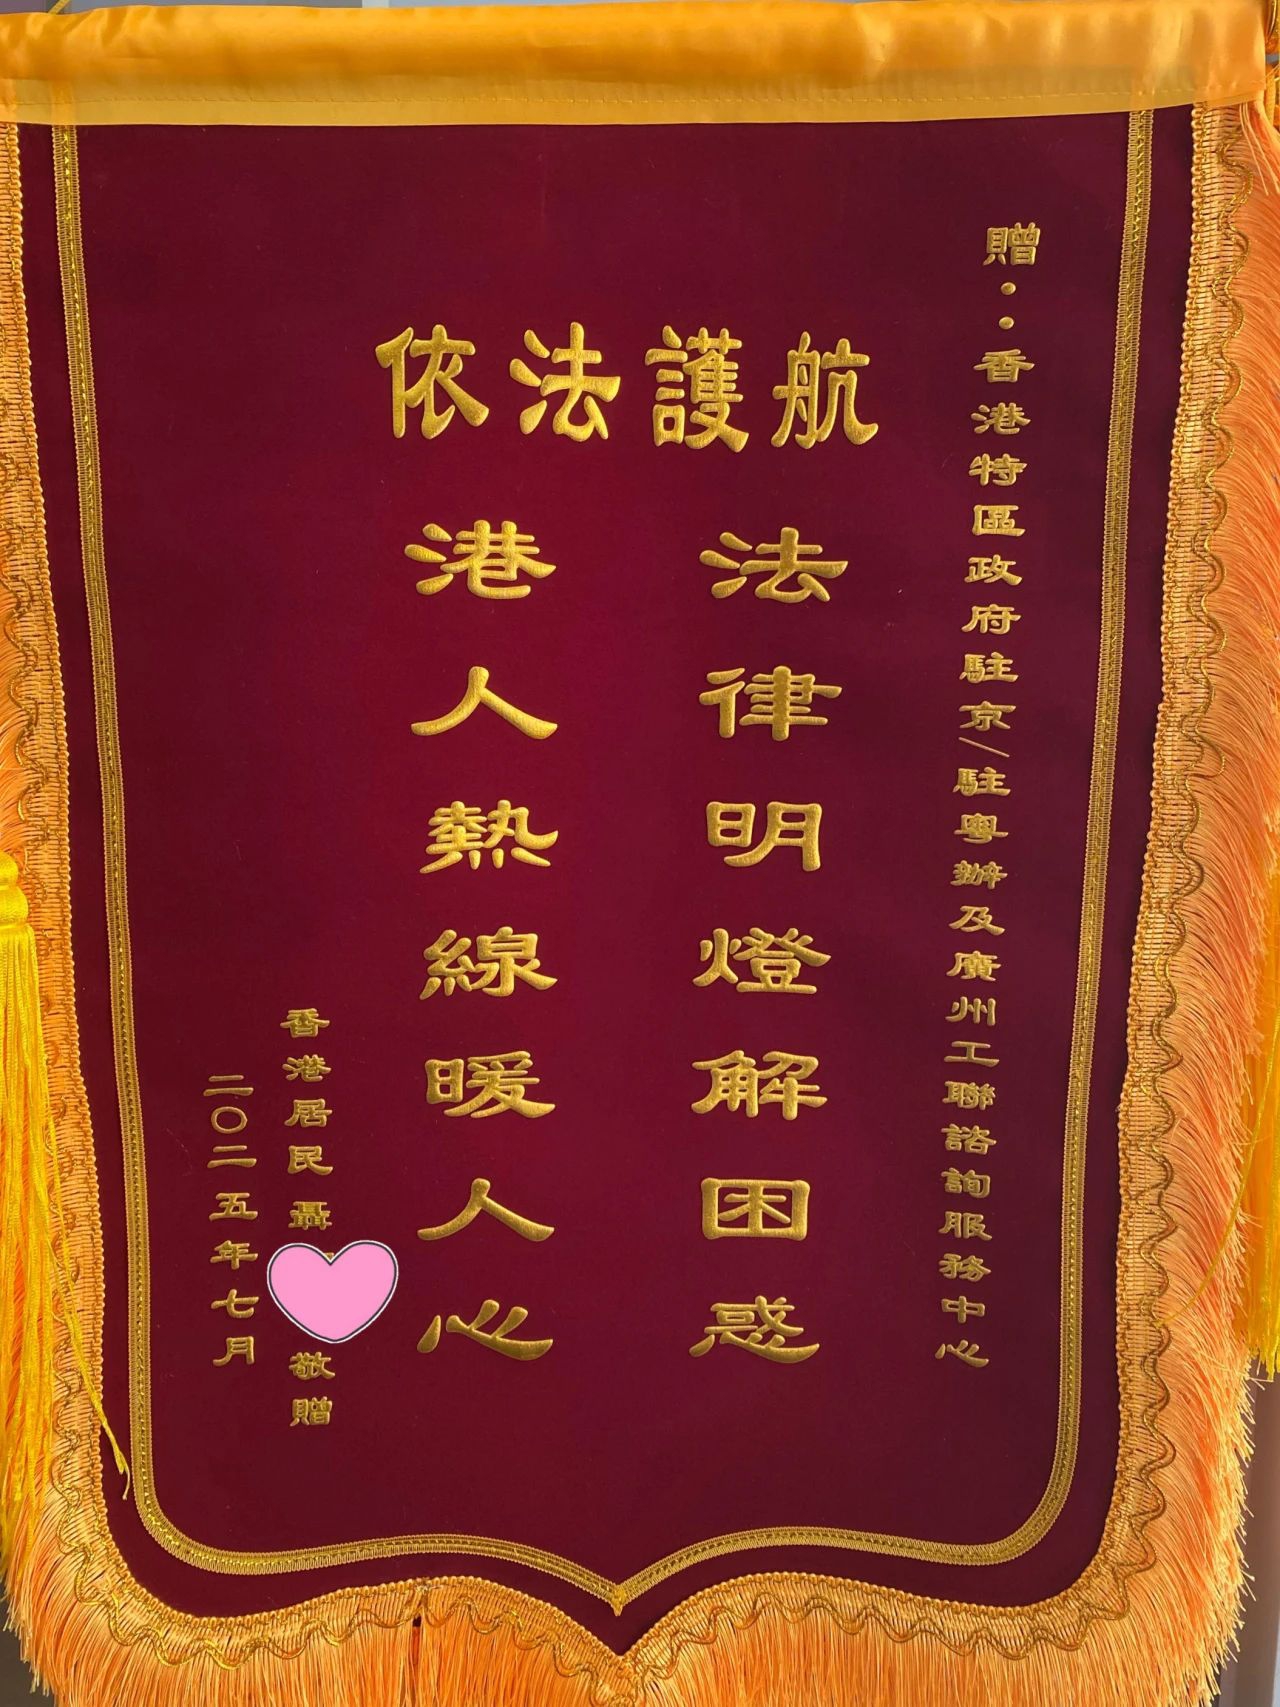 贈：香港特區政府駐京/駐粵辦及廣州工聯諮詢服務中心
依法護航
法律明燈解困惑
港人熱線暖人心
香港居民聶 敬贈
二〇二五年七月